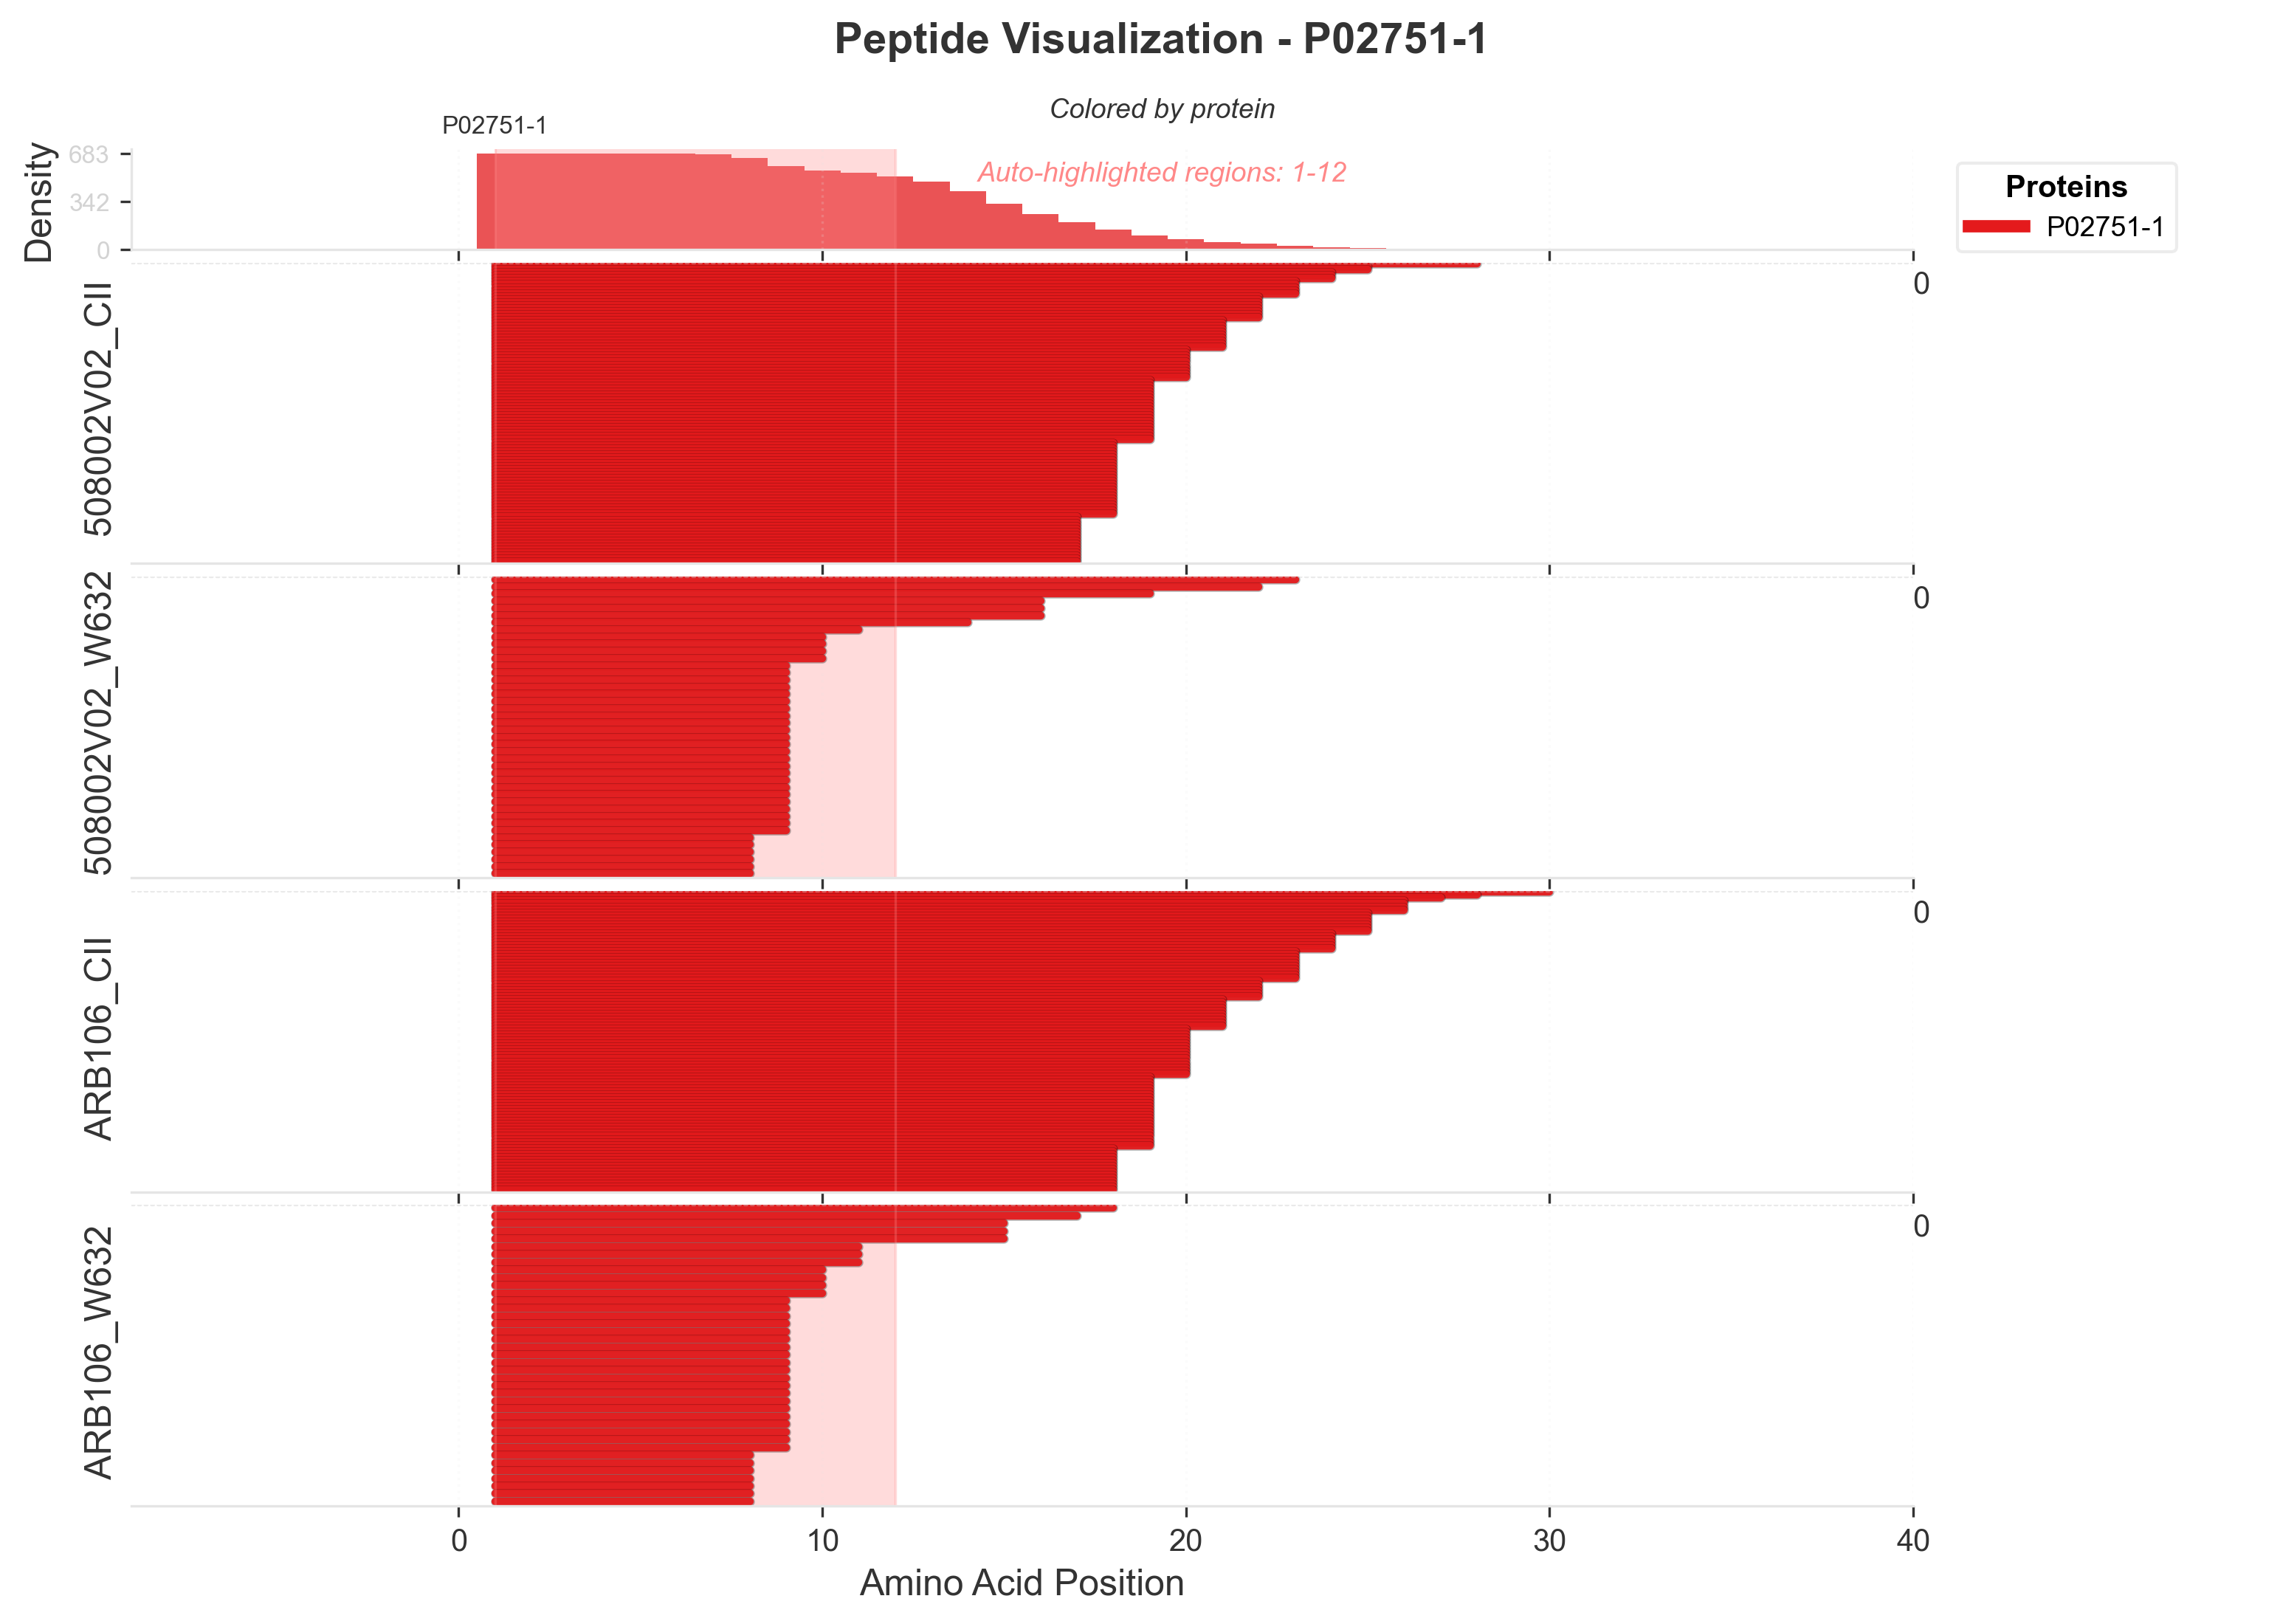 Peptide Visualization - P02751-1
Colored by protein
P02751-1
Auto-highlighted regions: 1-12
Density
683
342
0
Proteins
P02751-1
508002V02_CII
0
508002V02_W632
0
ARB106_CII
0
ARB106_W632
0
0 10 20 30 40
Amino Acid Position